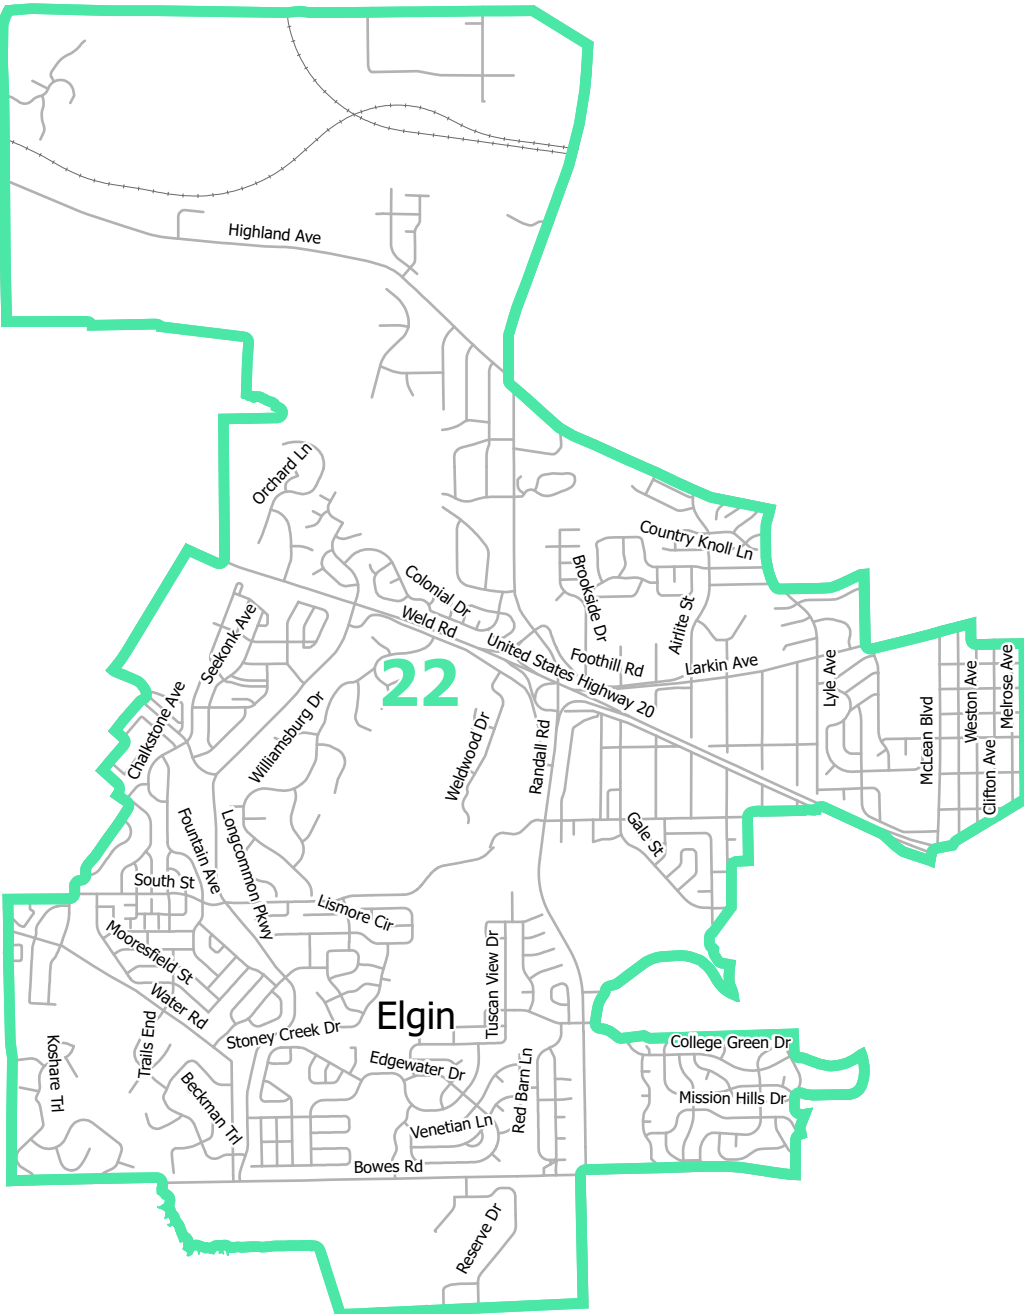 Highland Ave
Orchard Ln
Country Knoll Ln
Colonial Dr
Brookside Dr
Weld Rd
Seekonk Ave
Airlite St
United States Highway 20
Foothill Rd
Larkin Ave
22
Lyle Ave
Weston Ave
Melrose Ave
McLean Blvd
Clifton Ave
Chalkstone Ave
Williamsburg Dr
Weldwood Dr
Randall Rd
Fountain Ave
Longcommon Pkwy
Gale St
South St
Lismore Cir
Mooresfield St
Tuscan View Dr
Water Rd
Elgin
Stoney Creek Dr
Trails End
Koshare Trl
College Green Dr
Edgewater Dr
Red Barn Ln
Beckman Trl
Mission Hills Dr
Venetian Ln
Bowes Rd
Reserve Dr